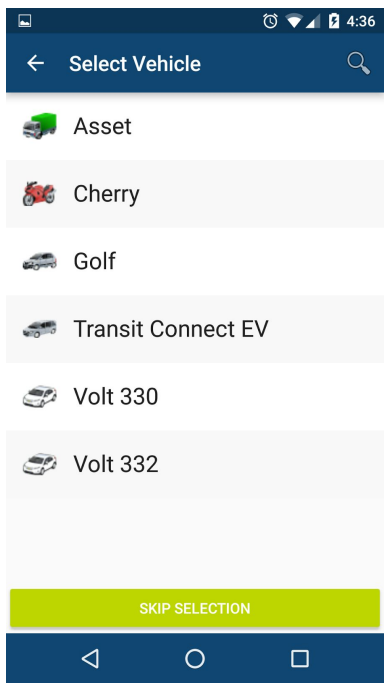 4:36
Select Vehicle
Asset
Cherry
Golf
Transit Connect EV
Volt 330
Volt 332
SKIP SELECTION